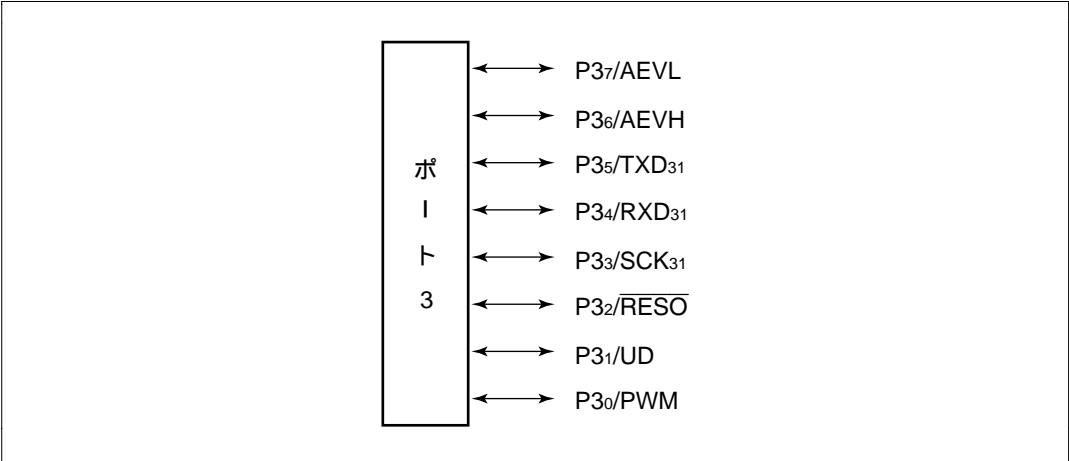 ポート3
P37/AEVL
P36/AEVH
P35/TXD31
P34/RXD31
P33/SCK31
P32/R̅E̅S̅O̅
P31/UD
P30/PWM